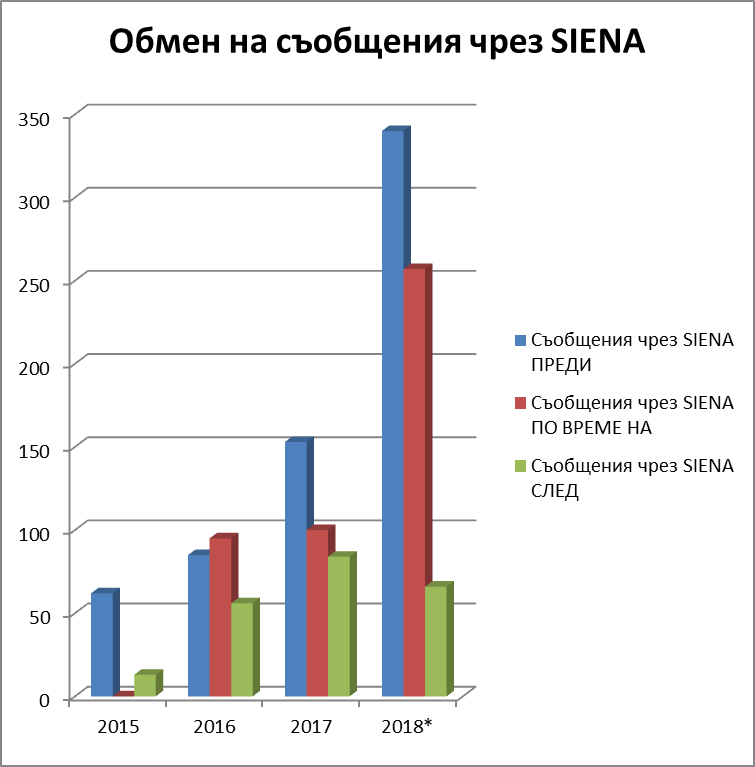 Обмен на съобщения чрез SIENA
350
300
250
200
150
100
50
0
2015 2016 2017 2018*
Съобщения чрез SIENA
ПРЕДИ
Съобщения чрез SIENA
ПО ВРЕМЕ НА
Съобщения чрез SIENA
СЛЕД